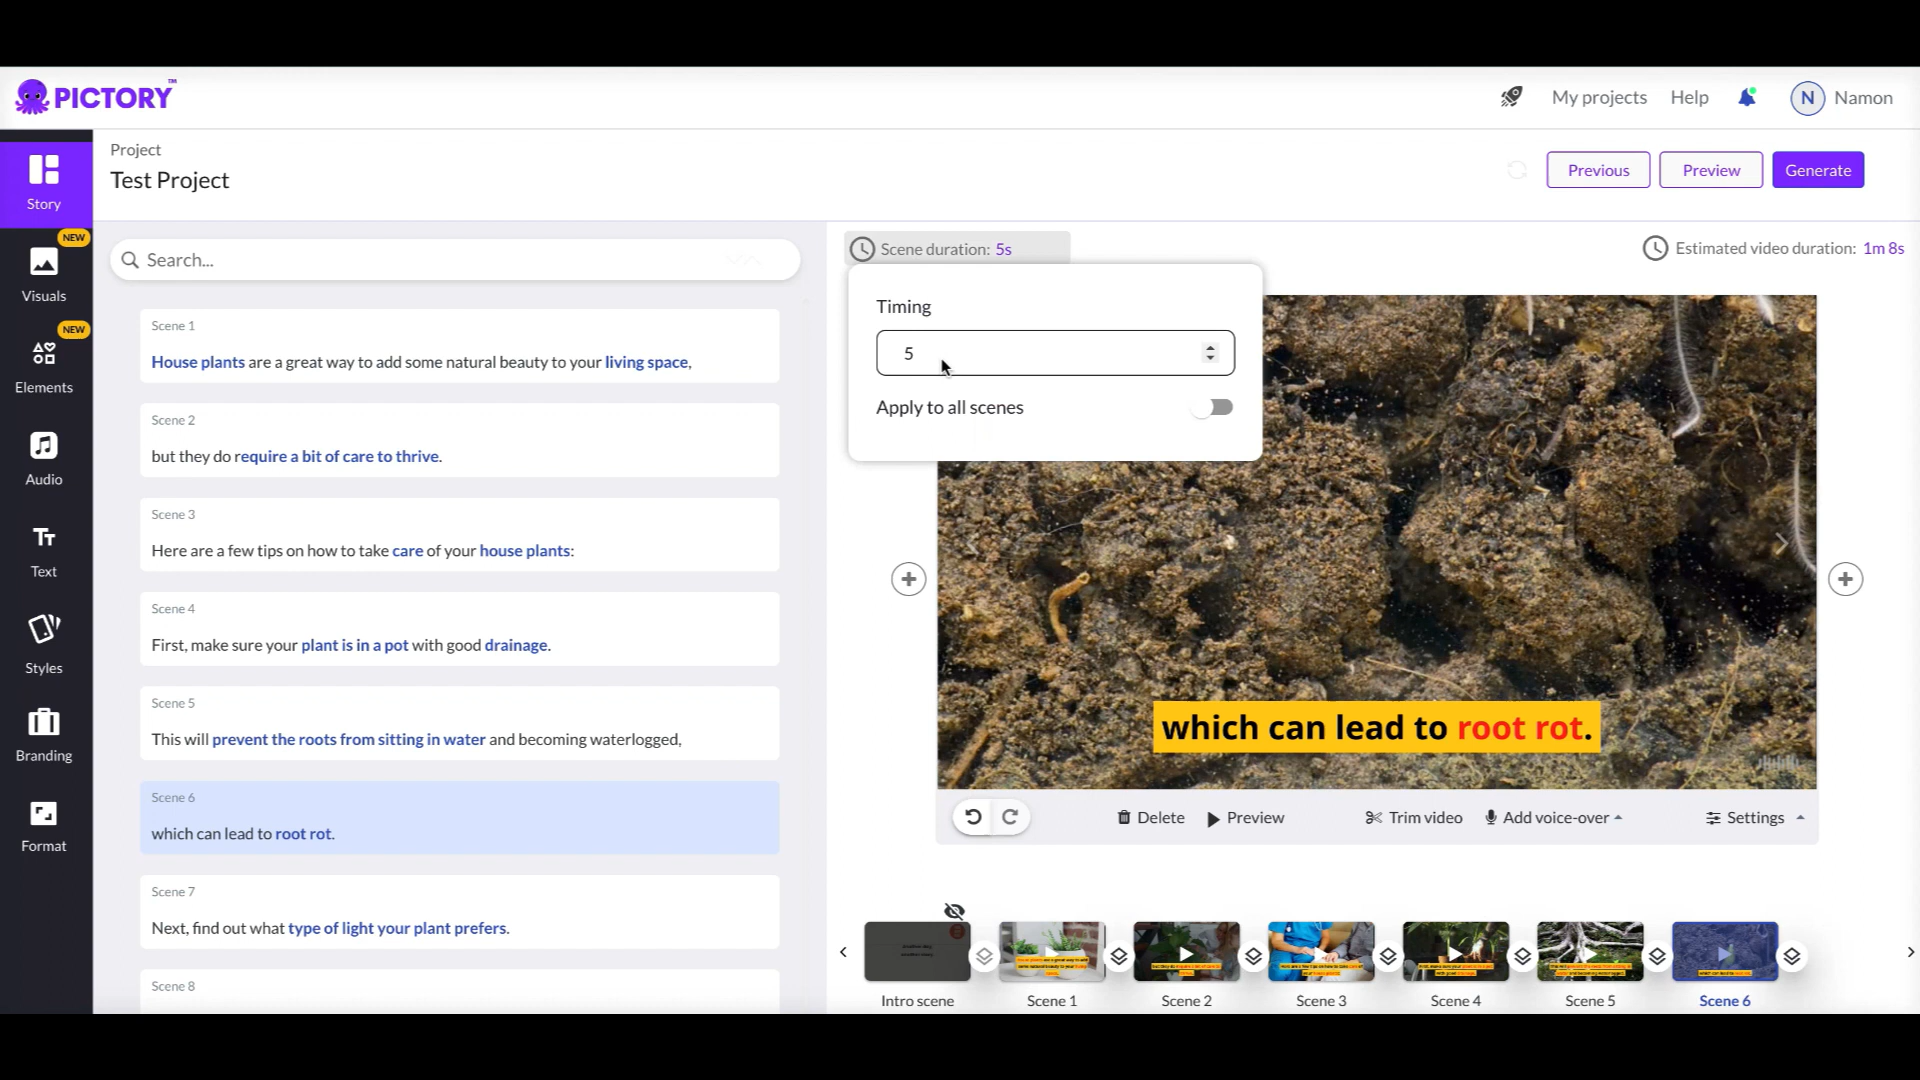 PICTORY™
My projects
Help
N
Namon
Story
NEW
Visuals
NEW
Elements
Audio
Text
Styles
Branding
Format
Project
Test Project
Previous
Preview
Generate
Search...
Scene 1
House plants are a great way to add some natural beauty to your living space,
Scene 2
but they do require a bit of care to thrive.
Scene 3
Here are a few tips on how to take care of your house plants:
Scene 4
First, make sure your plant is in a pot with good drainage.
Scene 5
This will prevent the roots from sitting in water and becoming waterlogged,
Scene 6
which can lead to root rot.
Scene 7
Next, find out what type of light your plant prefers.
Scene 8
Scene duration: 5s
Estimated video duration: 1m 8s
Timing
5
Apply to all scenes
which can lead to root rot.
Delete
Preview
Trim video
Add voice-over
Settings
Intro scene
Scene 1
Scene 2
Scene 3
Scene 4
Scene 5
Scene 6